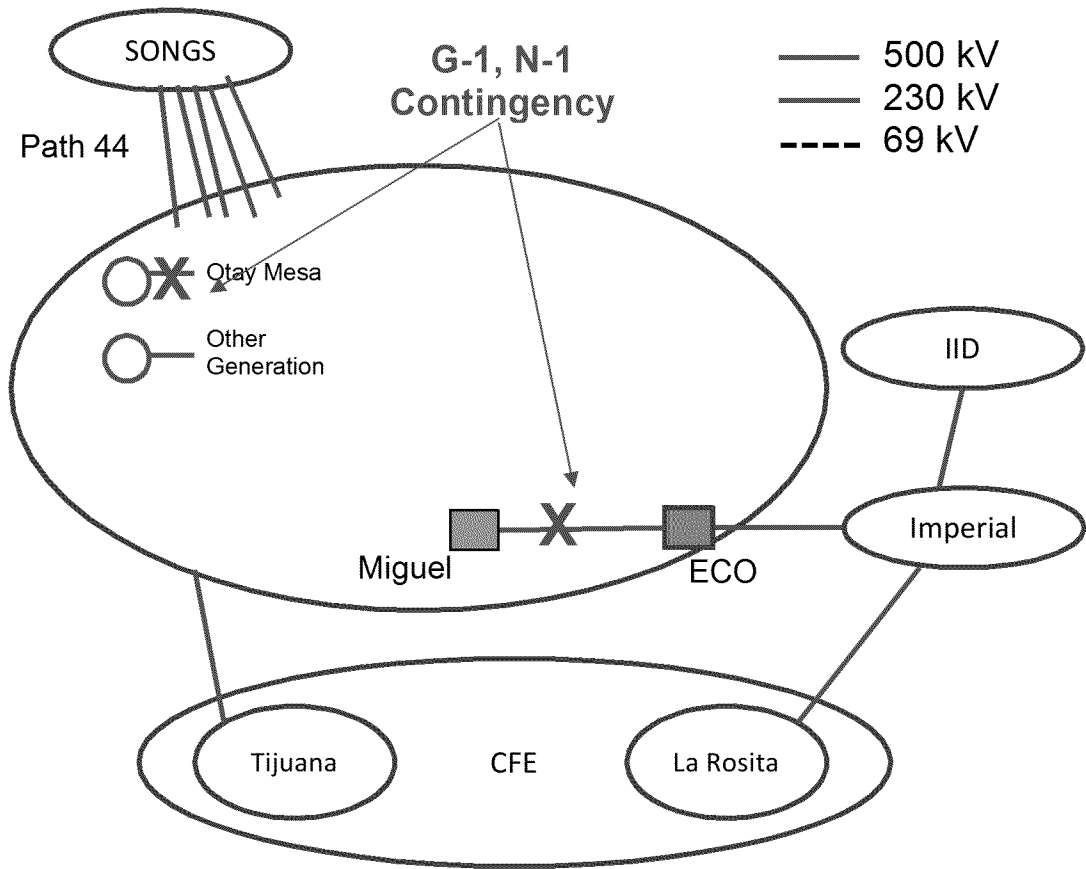 SONGS
G-1, N-1
Contingency
500 kV
230 kV
69 kV
Path 44
X Otay Mesa
Other
Generation
IID
X
Imperial
Miguel
ECO
Tijuana
CFE
La Rosita